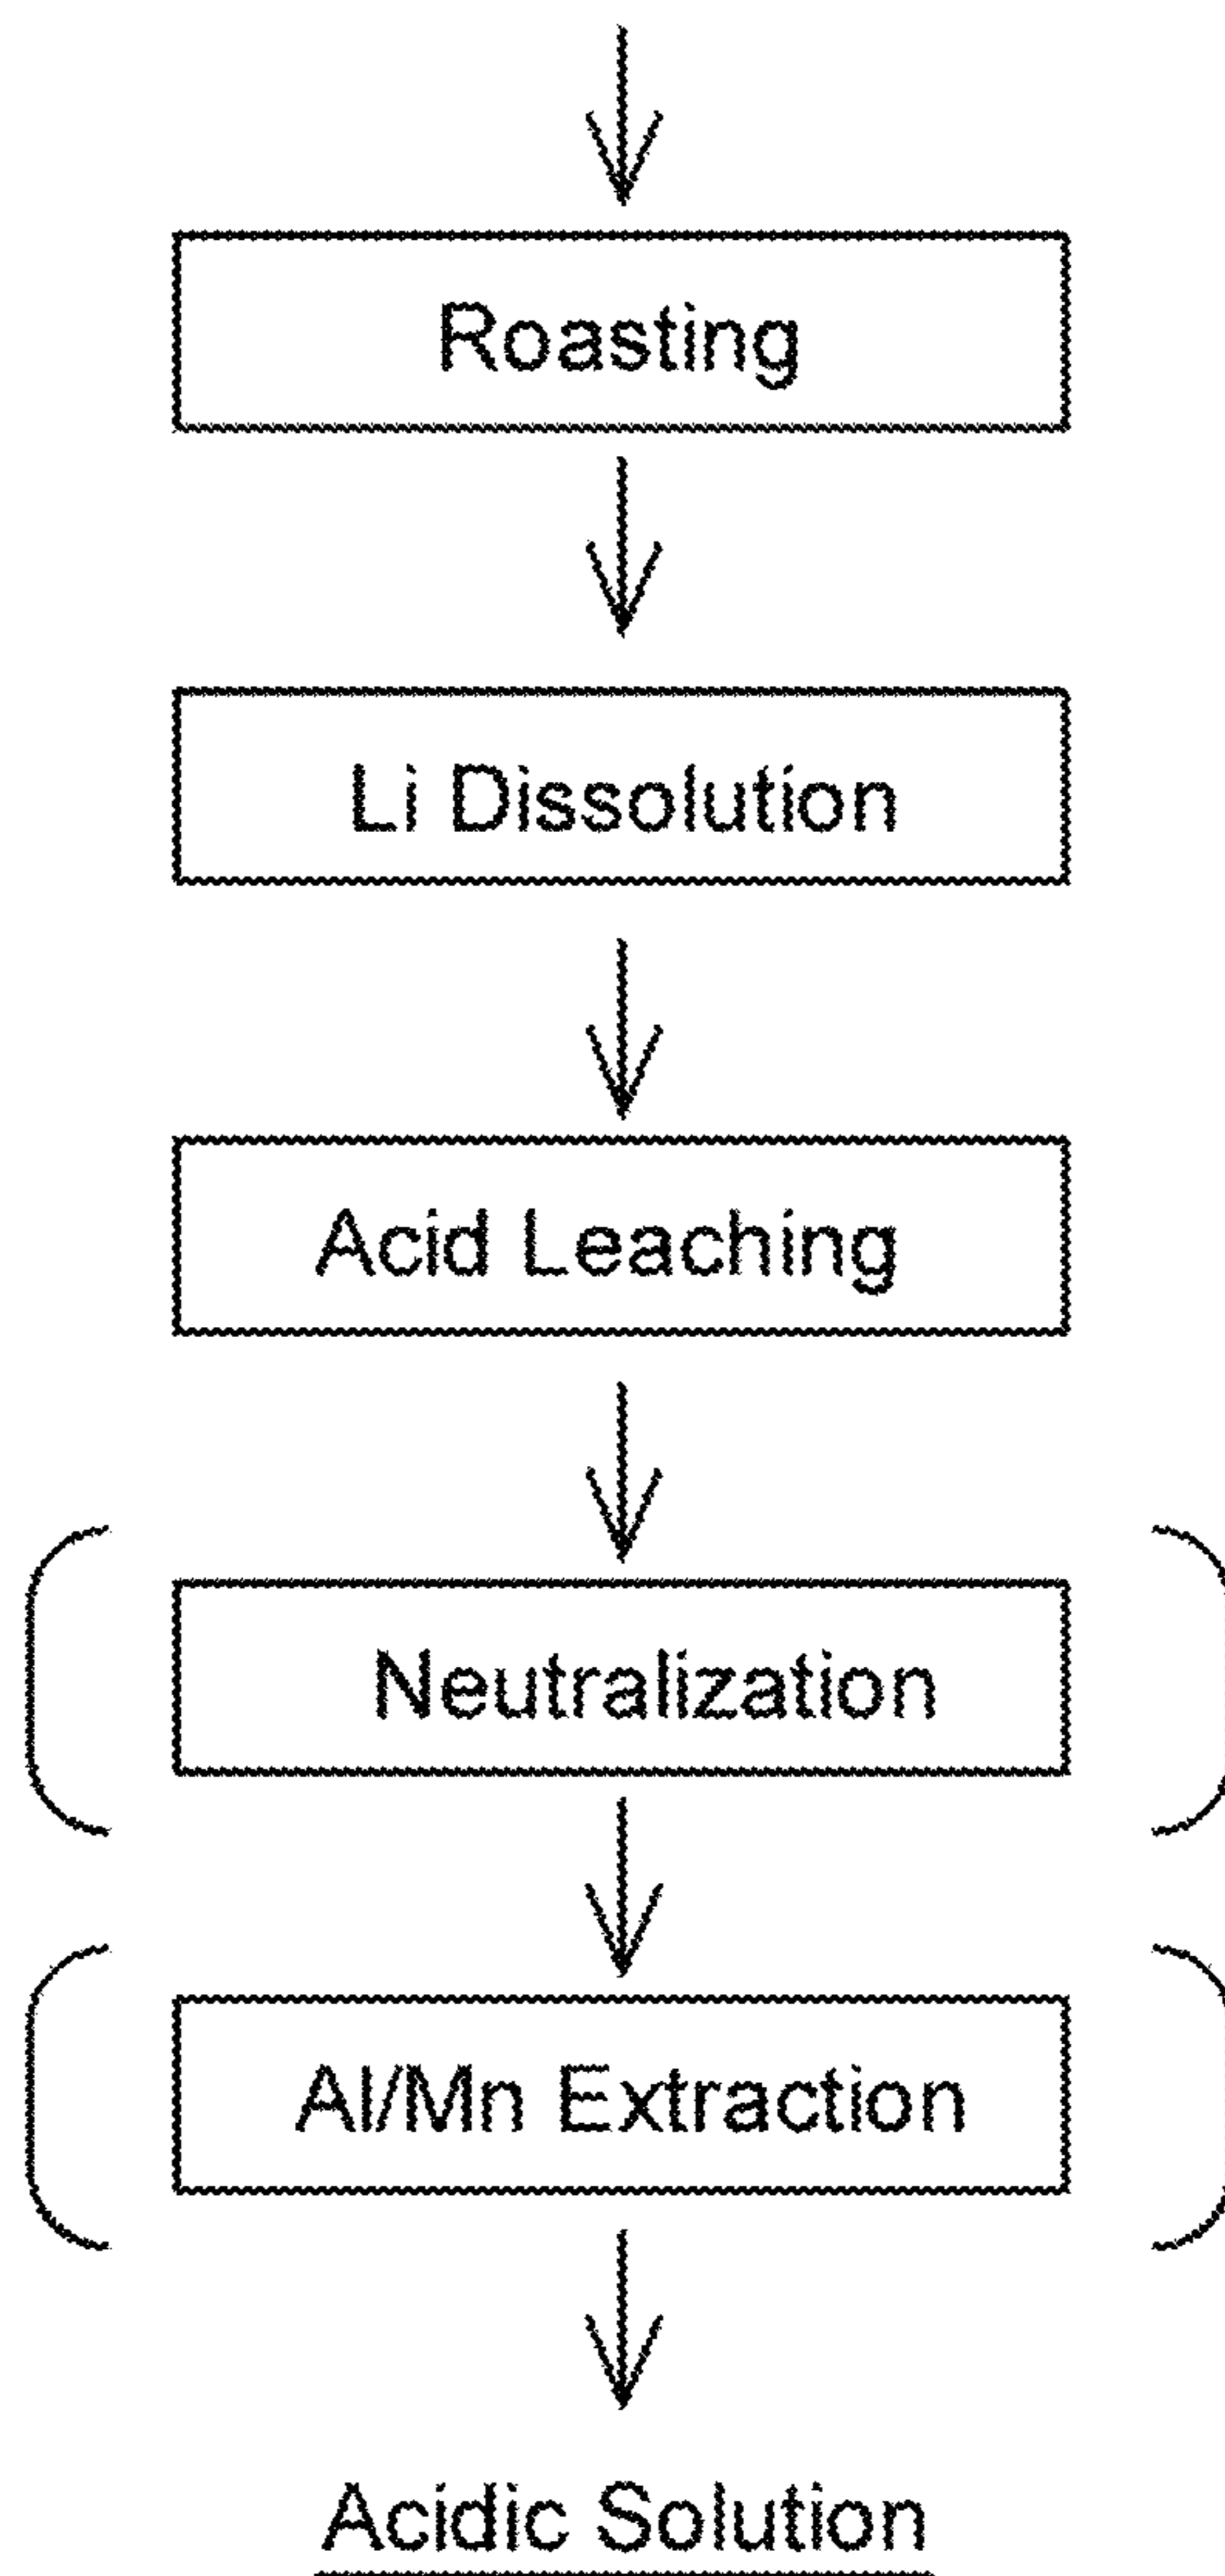 Roasting
Li Dissolution
Acid Leaching
Neutralization
Al/Mn Extraction
Acidic Solution